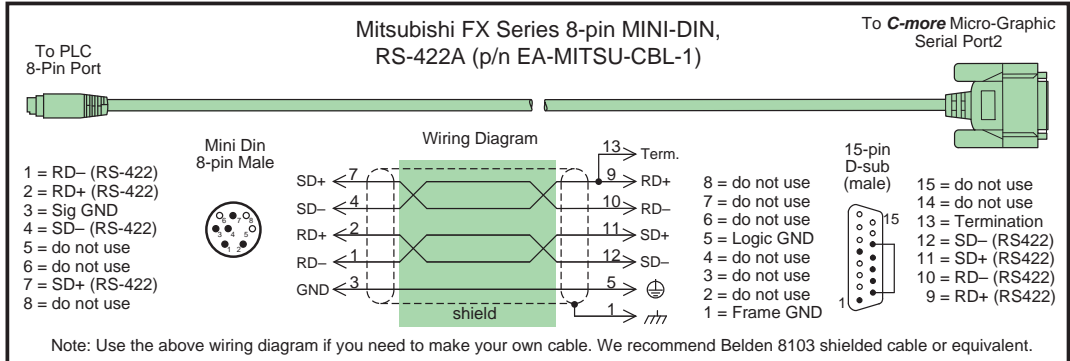 Mitsubishi FX Series 8-pin MINI-DIN,
RS-422A (p/n EA-MITSU-CBL-1)
To PLC
8-Pin Port
To C-more Micro-Graphic
Serial Port2
1 = RD– (RS-422)
2 = RD+ (RS-422)
3 = Sig GND
4 = SD– (RS-422)
5 = do not use
6 = do not use
7 = SD+ (RS-422)
8 = do not use
Mini Din
8-pin Male
6 7 8
3 4 5
1 2
Wiring Diagram
13 Term.
SD+ 7 9 RD+
SD– 4 10 RD–
RD+ 2 11 SD+
RD– 1 12 SD–
GND 3 5
1
shield
8 = do not use
7 = do not use
6 = do not use
5 = Logic GND
4 = do not use
3 = do not use
2 = do not use
1 = Frame GND
15-pin
D-sub
(male)
15
1
15 = do not use
14 = do not use
13 = Termination
12 = SD– (RS422)
11 = SD+ (RS422)
10 = RD– (RS422)
9 = RD+ (RS422)
Note: Use the above wiring diagram if you need to make your own cable. We recommend Belden 8103 shielded cable or equivalent.